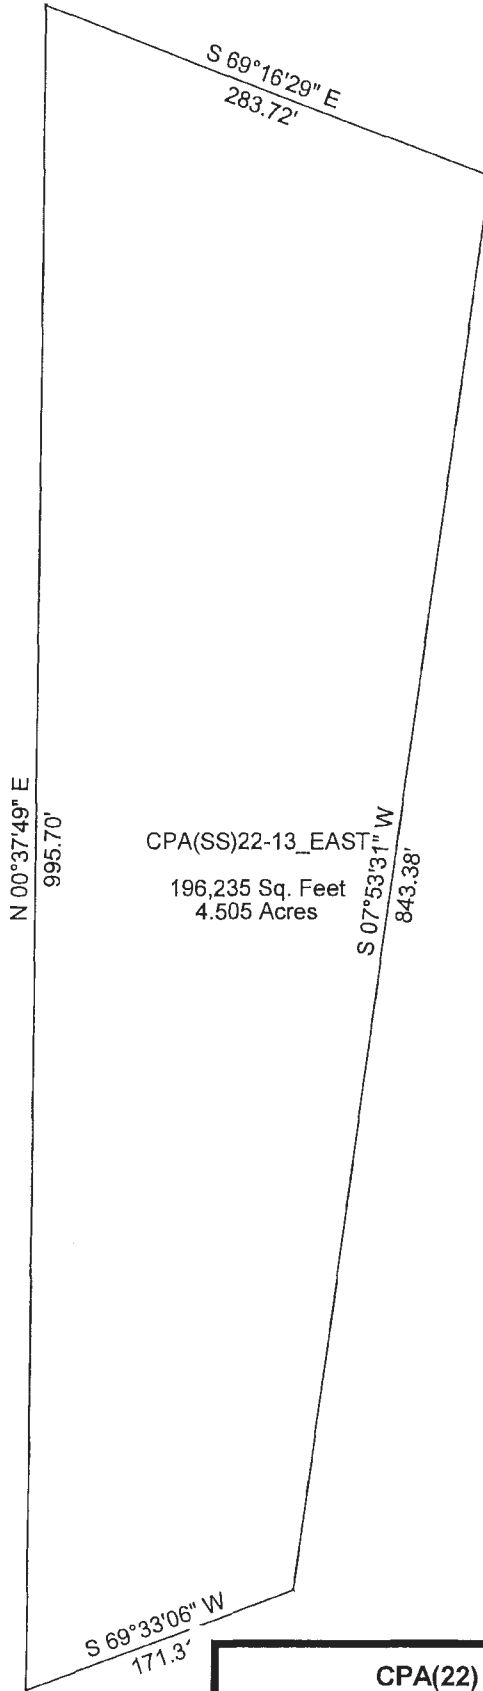 S 69°16'29" E
283.72'
N 00°37'49" E
995.70'
CPA(SS)22-13_EAST
196,235 Sq. Feet
4.505 Acres
S 07°53'31" W
843.38'
S 69°33'06" W
171.3
CPA(22)